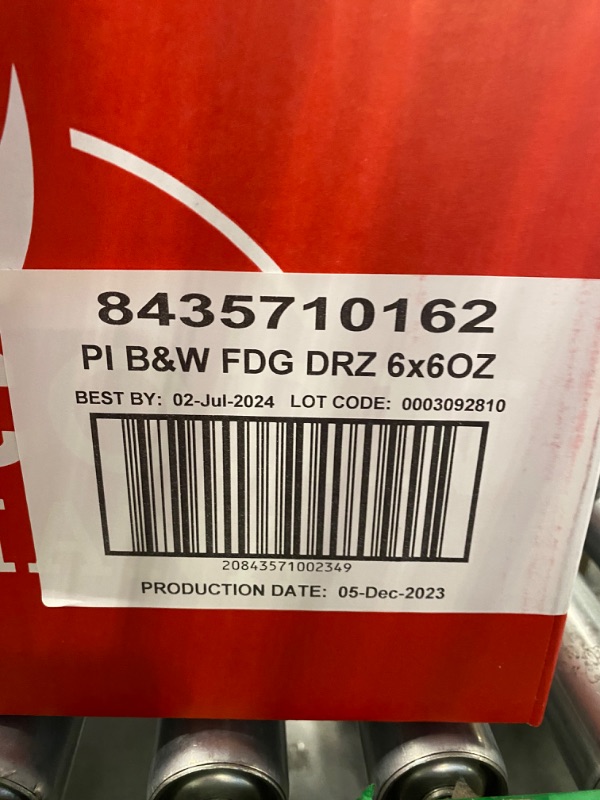 8435710162
PI B&W FDG DRZ 6x6OZ
BEST BY: 02-Jul-2024 LOT CODE: 0003092810
20843571002349
PRODUCTION DATE: 05-Dec-2023